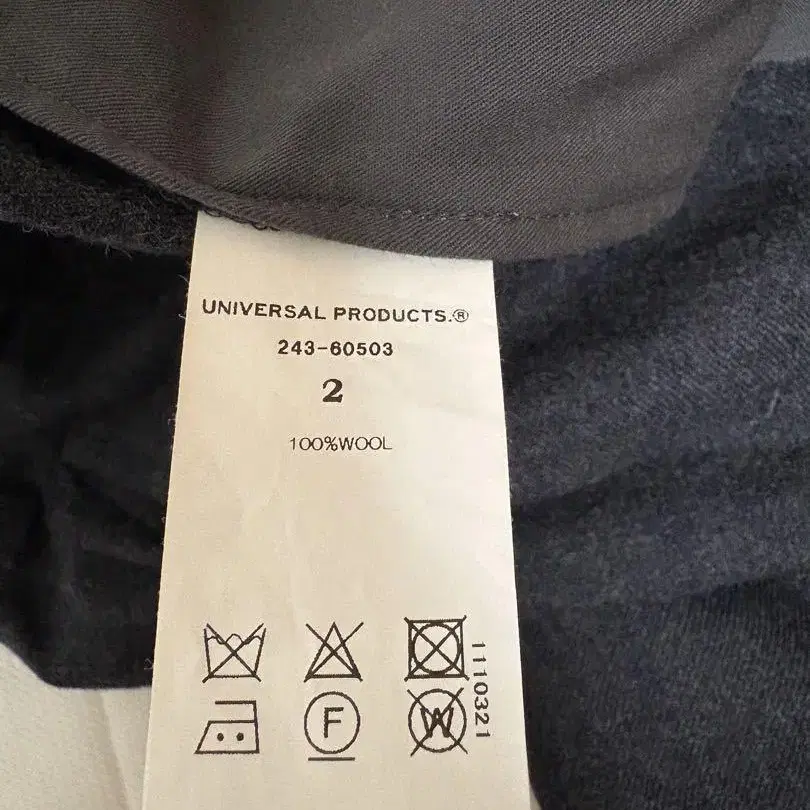 UNIVERSAL PRODUCTS.®
243-60503
2
100%WOOL
1110321
F
W